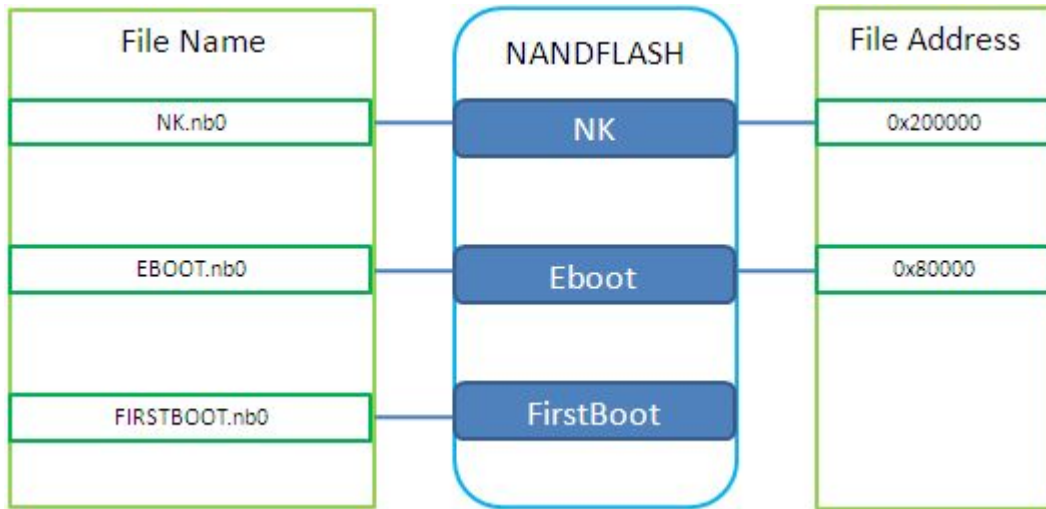 File Name
NANDFLASH
File Address
NK.nb0
NK
0x200000
EBOOT.nb0
Eboot
0x80000
FIRSTBOOT.nb0
FirstBoot